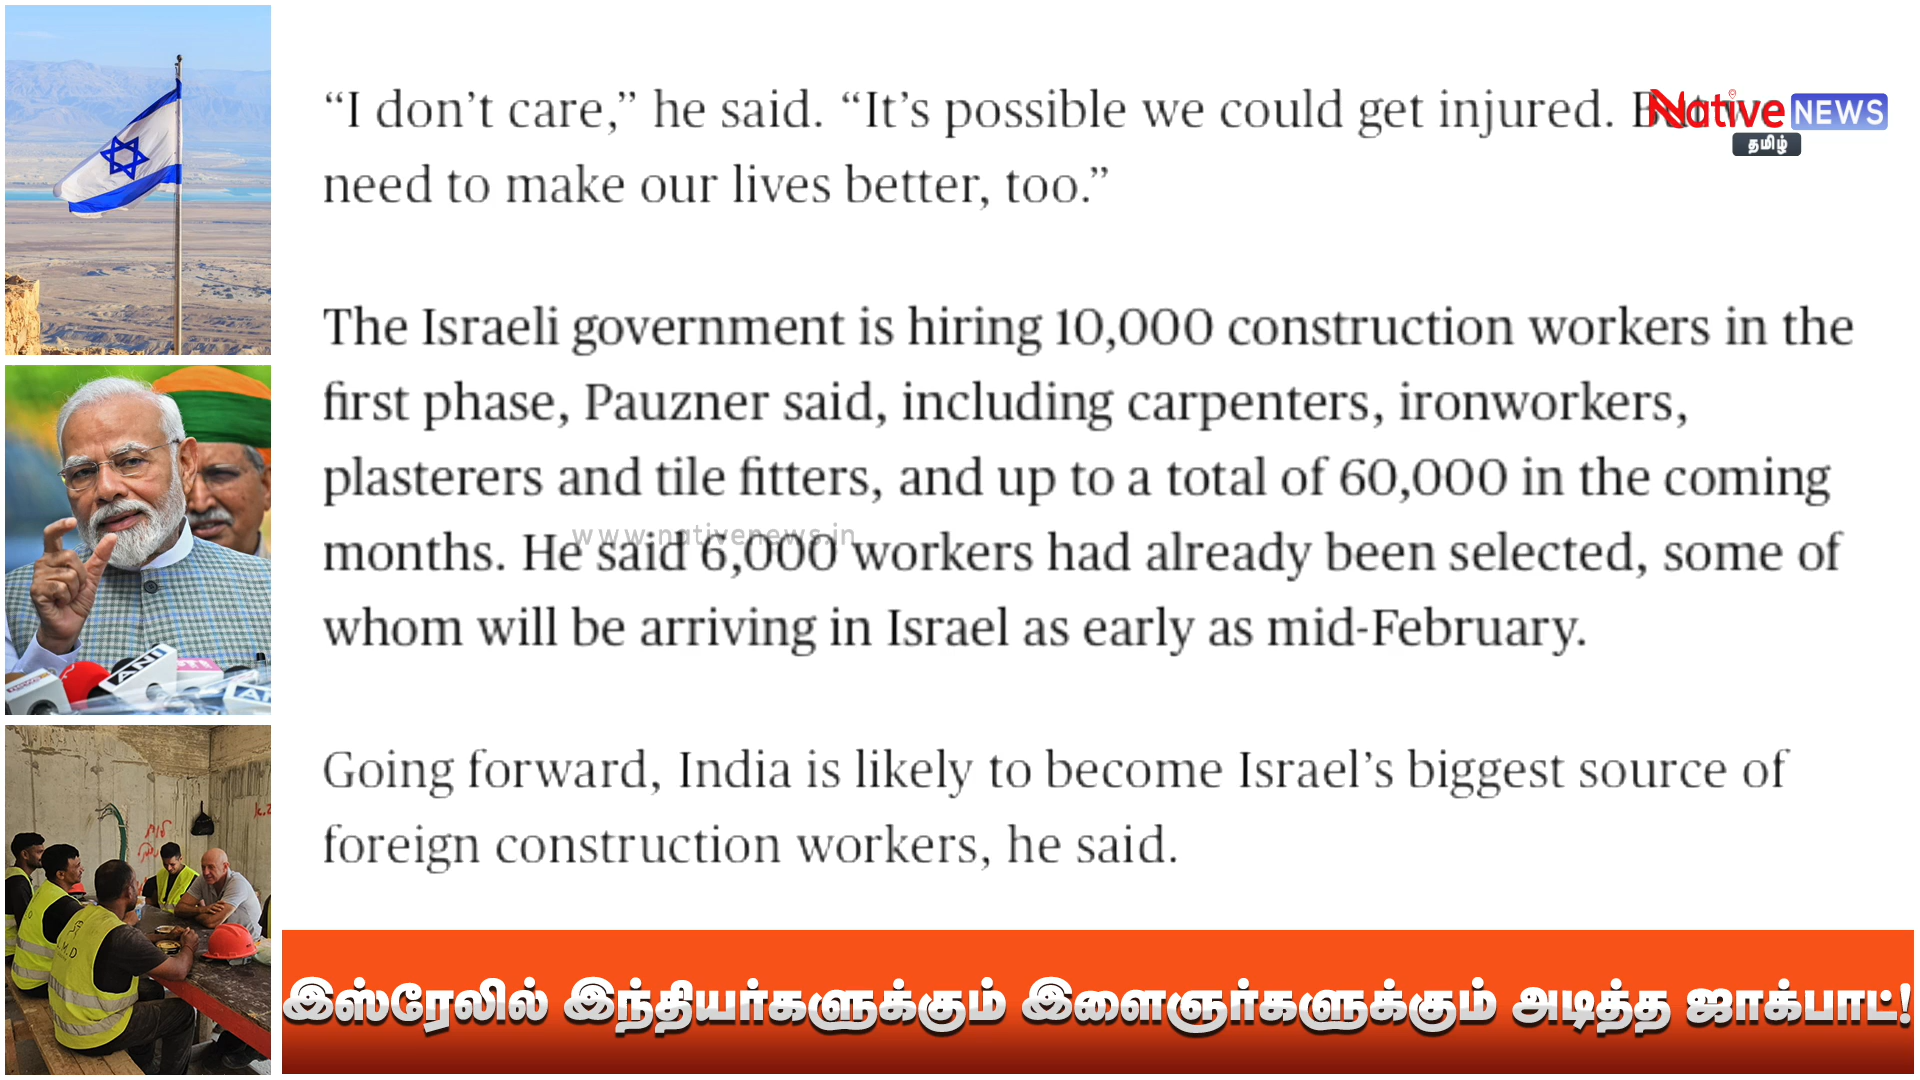 “I don’t care,” he said. “It’s possible we could get injured. But we
Native NEWS
தமிழ்
need to make our lives better, too.”
The Israeli government is hiring 10,000 construction workers in the
first phase, Pauzner said, including carpenters, ironworkers,
plasterers and tile fitters, and up to a total of 60,000 in the coming
www.nativenews.in
months. He said 6,000 workers had already been selected, some of
whom will be arriving in Israel as early as mid-February.
ANI
Going forward, India is likely to become Israel’s biggest source of
foreign construction workers, he said.
இஸ்ரேலில் இந்தியர்களுக்கும் இளைஞர்களுக்கும் அடித்த ஜாக்பாட்!